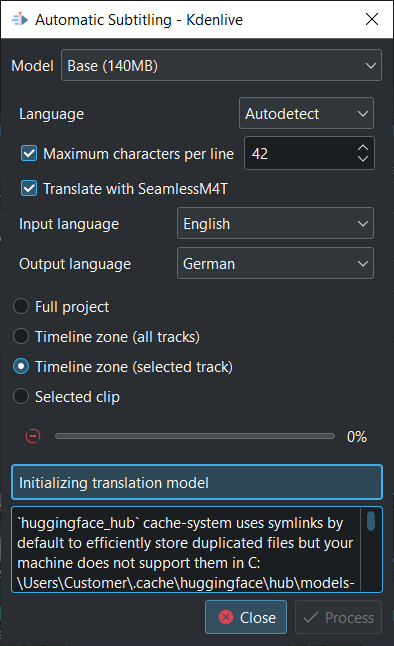 Automatic Subtitling - Kdenlive
Model Base (140MB)
Language Autodetect
Maximum characters per line 42
Translate with SeamlessM4T
Input language English
Output language German
Full project
Timeline zone (all tracks)
Timeline zone (selected track)
Selected clip
0%
Initializing translation model
`huggingface_hub` cache-system uses symlinks by
default to efficiently store duplicated files but your
machine does not support them in C:
\Users\Customer\.cache\huggingface\hub\models-
Close Process